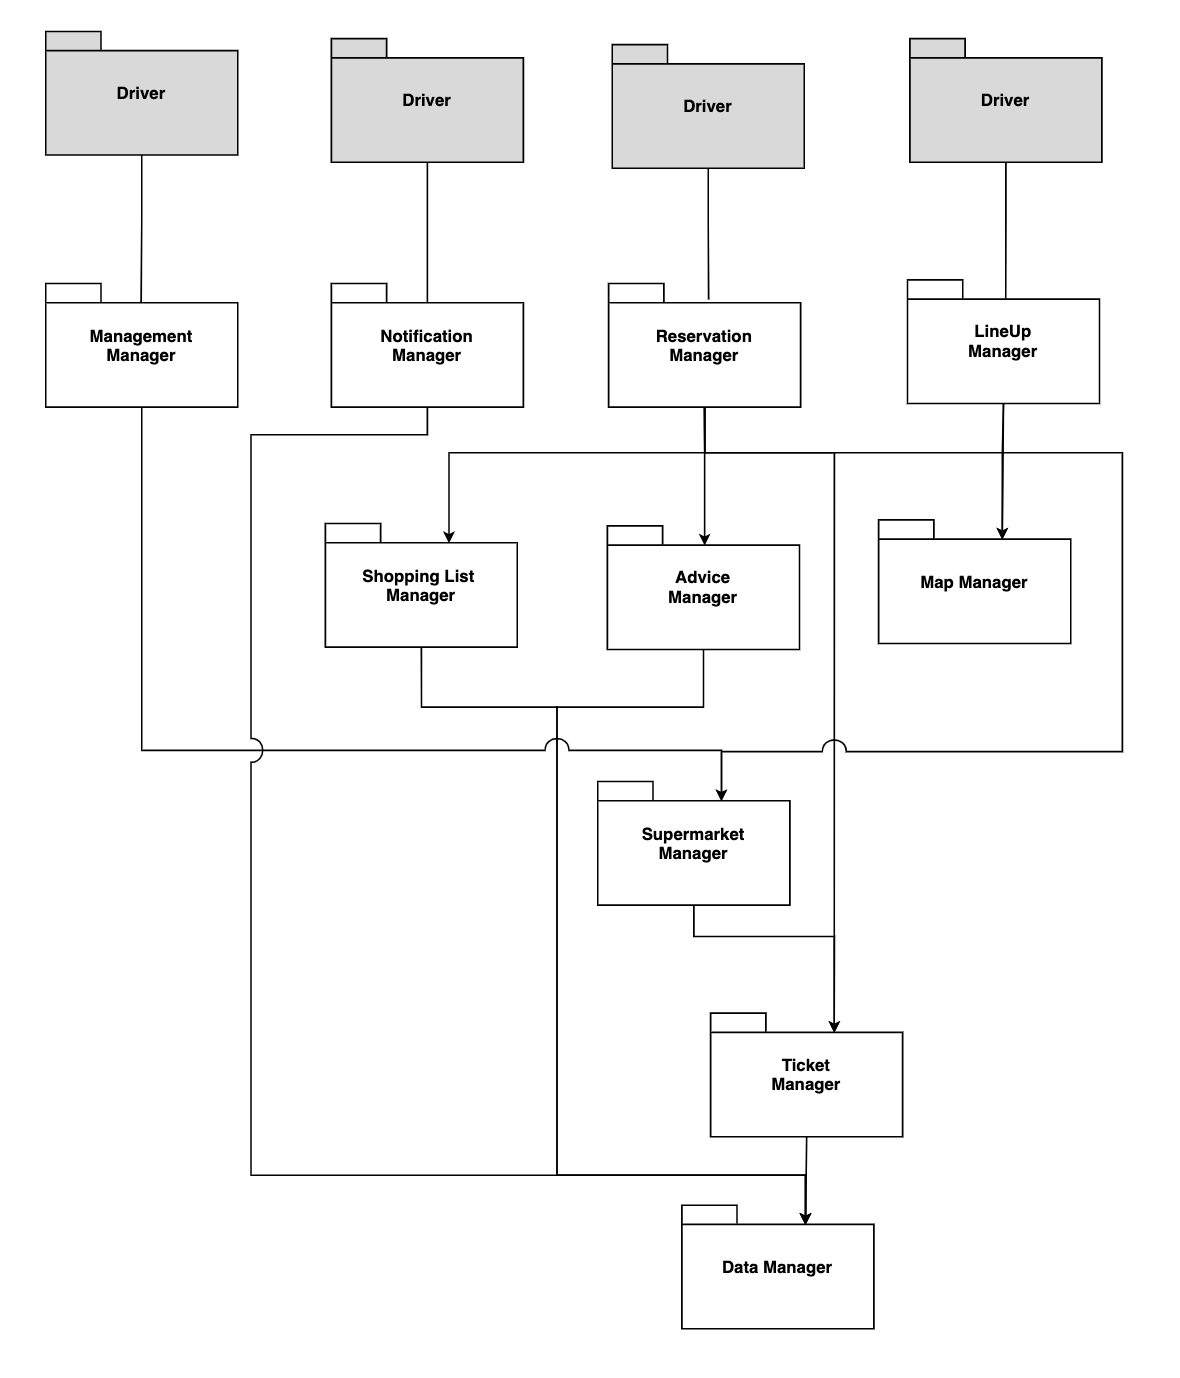 Driver
Driver
Driver
Driver
Management
Manager
Notification
Manager
Reservation
Manager
LineUp
Manager
Shopping List
Manager
Advice
Manager
Map Manager
Supermarket
Manager
Ticket
Manager
Data Manager